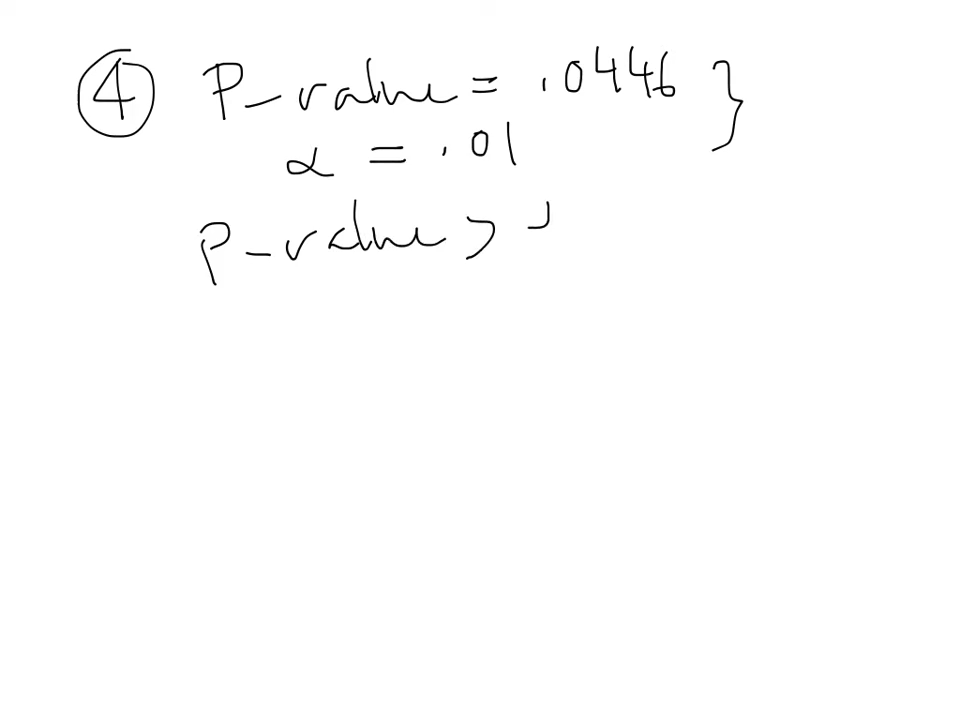 ④ P-value = .0446 }
α = .01
P-value >